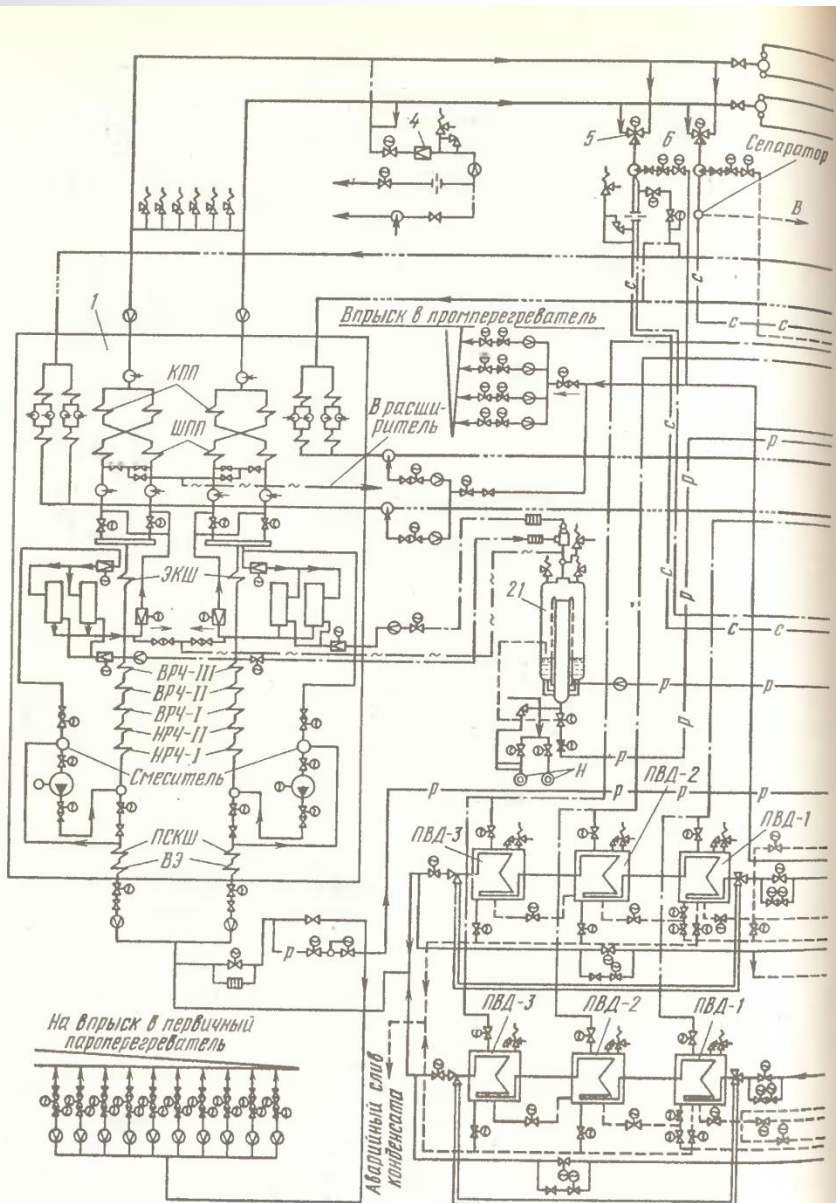 4
5
6
Сепаратор
В
1
Впрыск в промперегреватель
с
с
с
с
КПП
ШПП
В расши-
ритель
р
р
с
с
21
ЭКШ
с
с
р
р
р
ВРЧ-III
ВРЧ-II
ВРЧ-I
НРЧ-II
НРЧ-I
Смеситель
Н
р
р
р
р
р
ПВД-2
ПВД-3
ПВД-1
ПСКШ
ВЭ
р
На впрыск в первичный
пароперегреватель
Аварийный слив
конденсата
ПВД-3
ПВД-2
ПВД-1